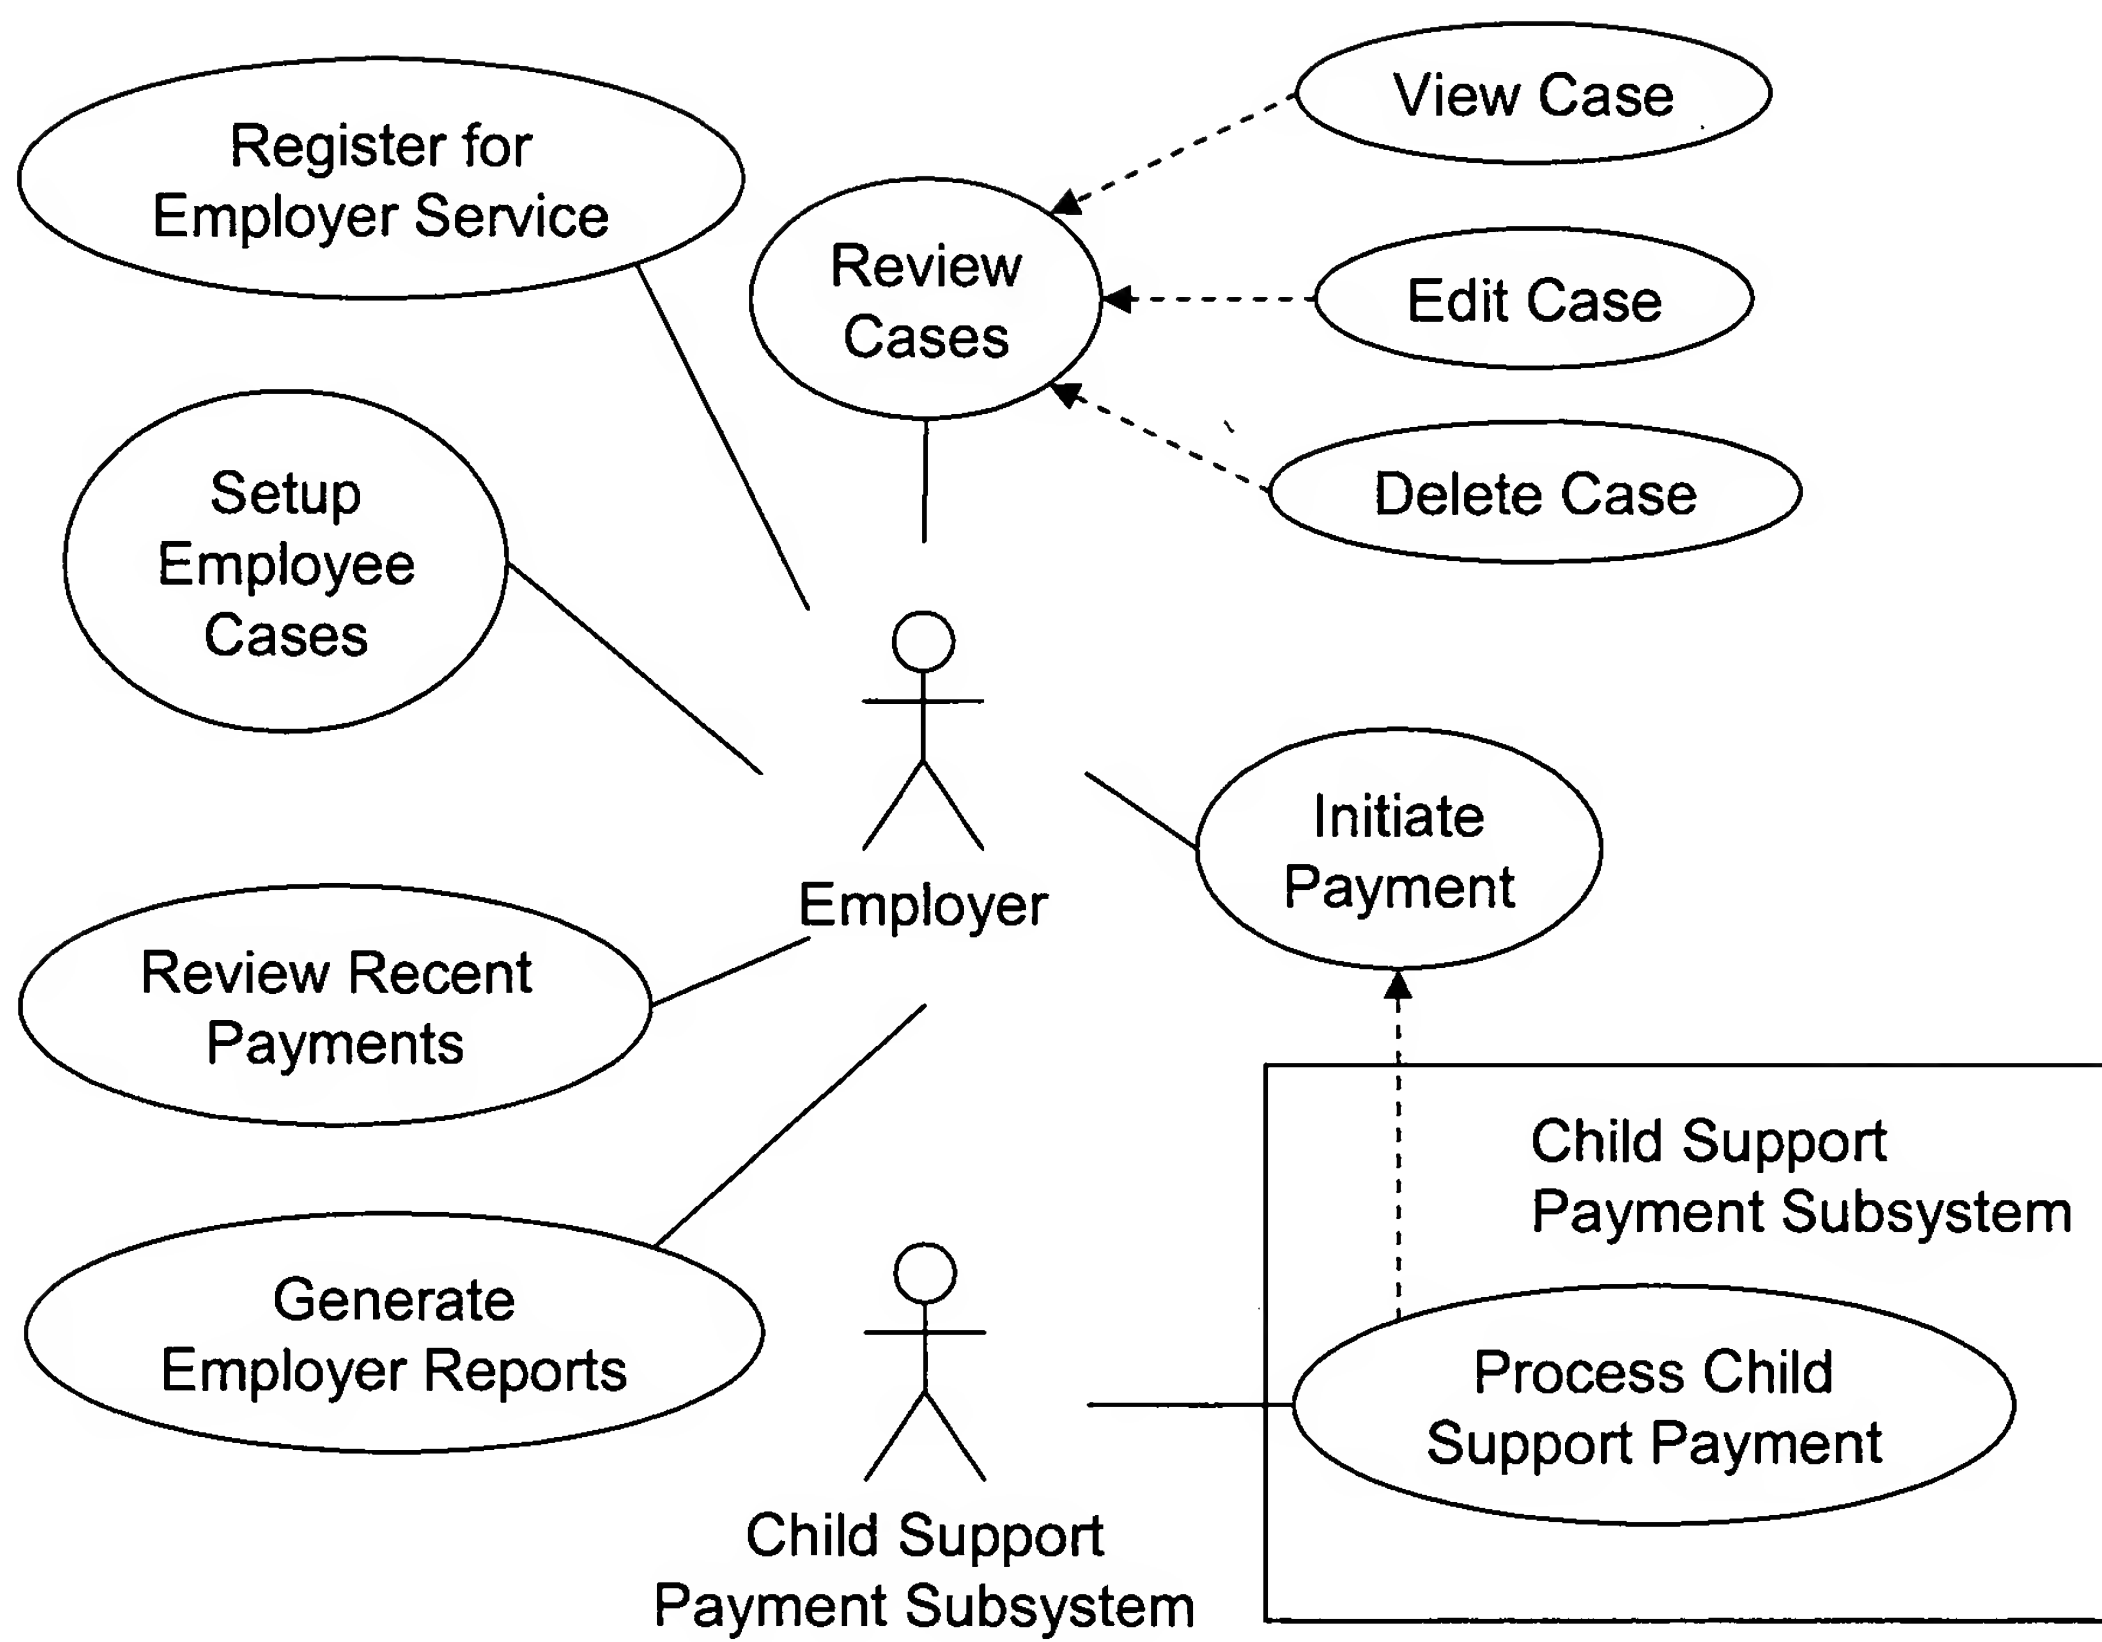 View Case
Register for
Employer Service
Review
Cases
Edit Case
Setup
Employee
Cases
Delete Case
Initiate
Payment
Employer
Review Recent
Payments
Child Support
Payment Subsystem
Generate
Employer Reports
Process Child
Support Payment
Child Support
Payment Subsystem